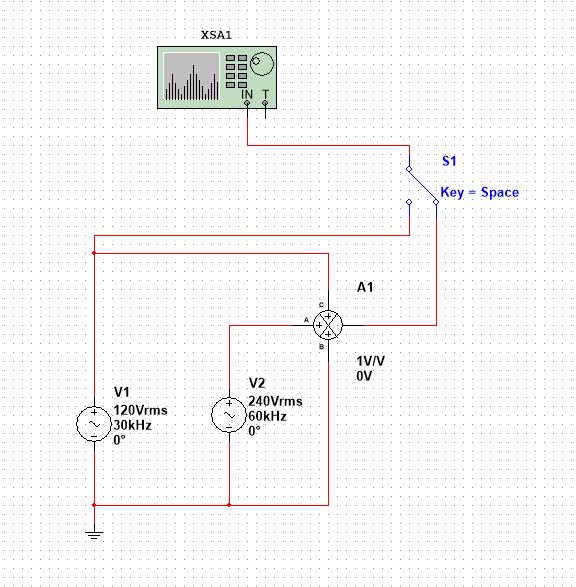 XSA1
IN T
S1
Key = Space
A1
C
A
B
1V/V
0V
V1
120Vrms
30kHz
0°
V2
240Vrms
60kHz
0°